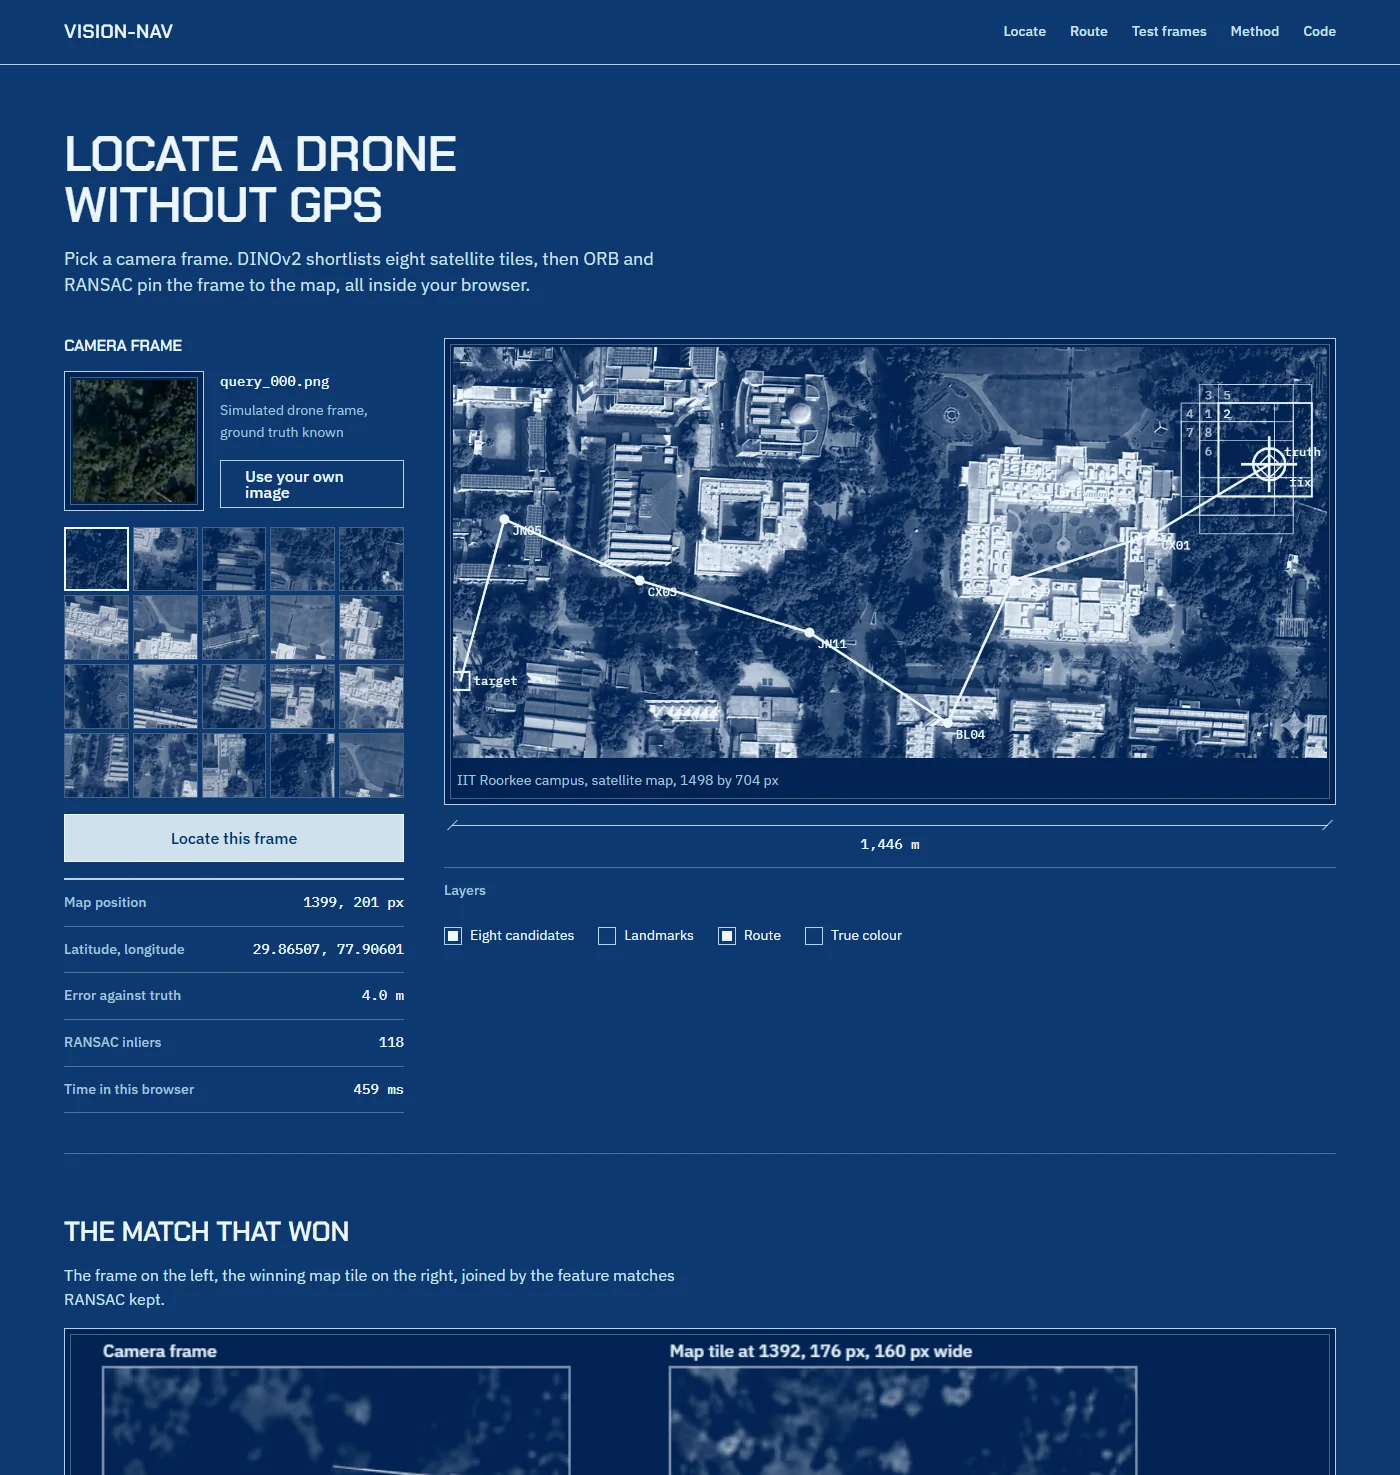 VISION-NAV
Locate Route Test frames Method Code
LOCATE A DRONE
WITHOUT GPS
Pick a camera frame. DINOv2 shortlists eight satellite tiles, then ORB and
RANSAC pin the frame to the map, all inside your browser.
CAMERA FRAME
query_000.png
Simulated drone frame,
ground truth known
Use your own
image
Locate this frame
Map position 1399, 201 px
Latitude, longitude 29.86507, 77.90601
Error against truth 4.0 m
RANSAC inliers 118
Time in this browser 459 ms
3 5
4 1 2
7 8
6
truth
fix
JN05
CX01
CX03
JN11
target
BL04
IIT Roorkee campus, satellite map, 1498 by 704 px
1,446 m
Layers
Eight candidates Landmarks Route True colour
THE MATCH THAT WON
The frame on the left, the winning map tile on the right, joined by the feature matches
RANSAC kept.
Camera frame
Map tile at 1392, 176 px, 160 px wide